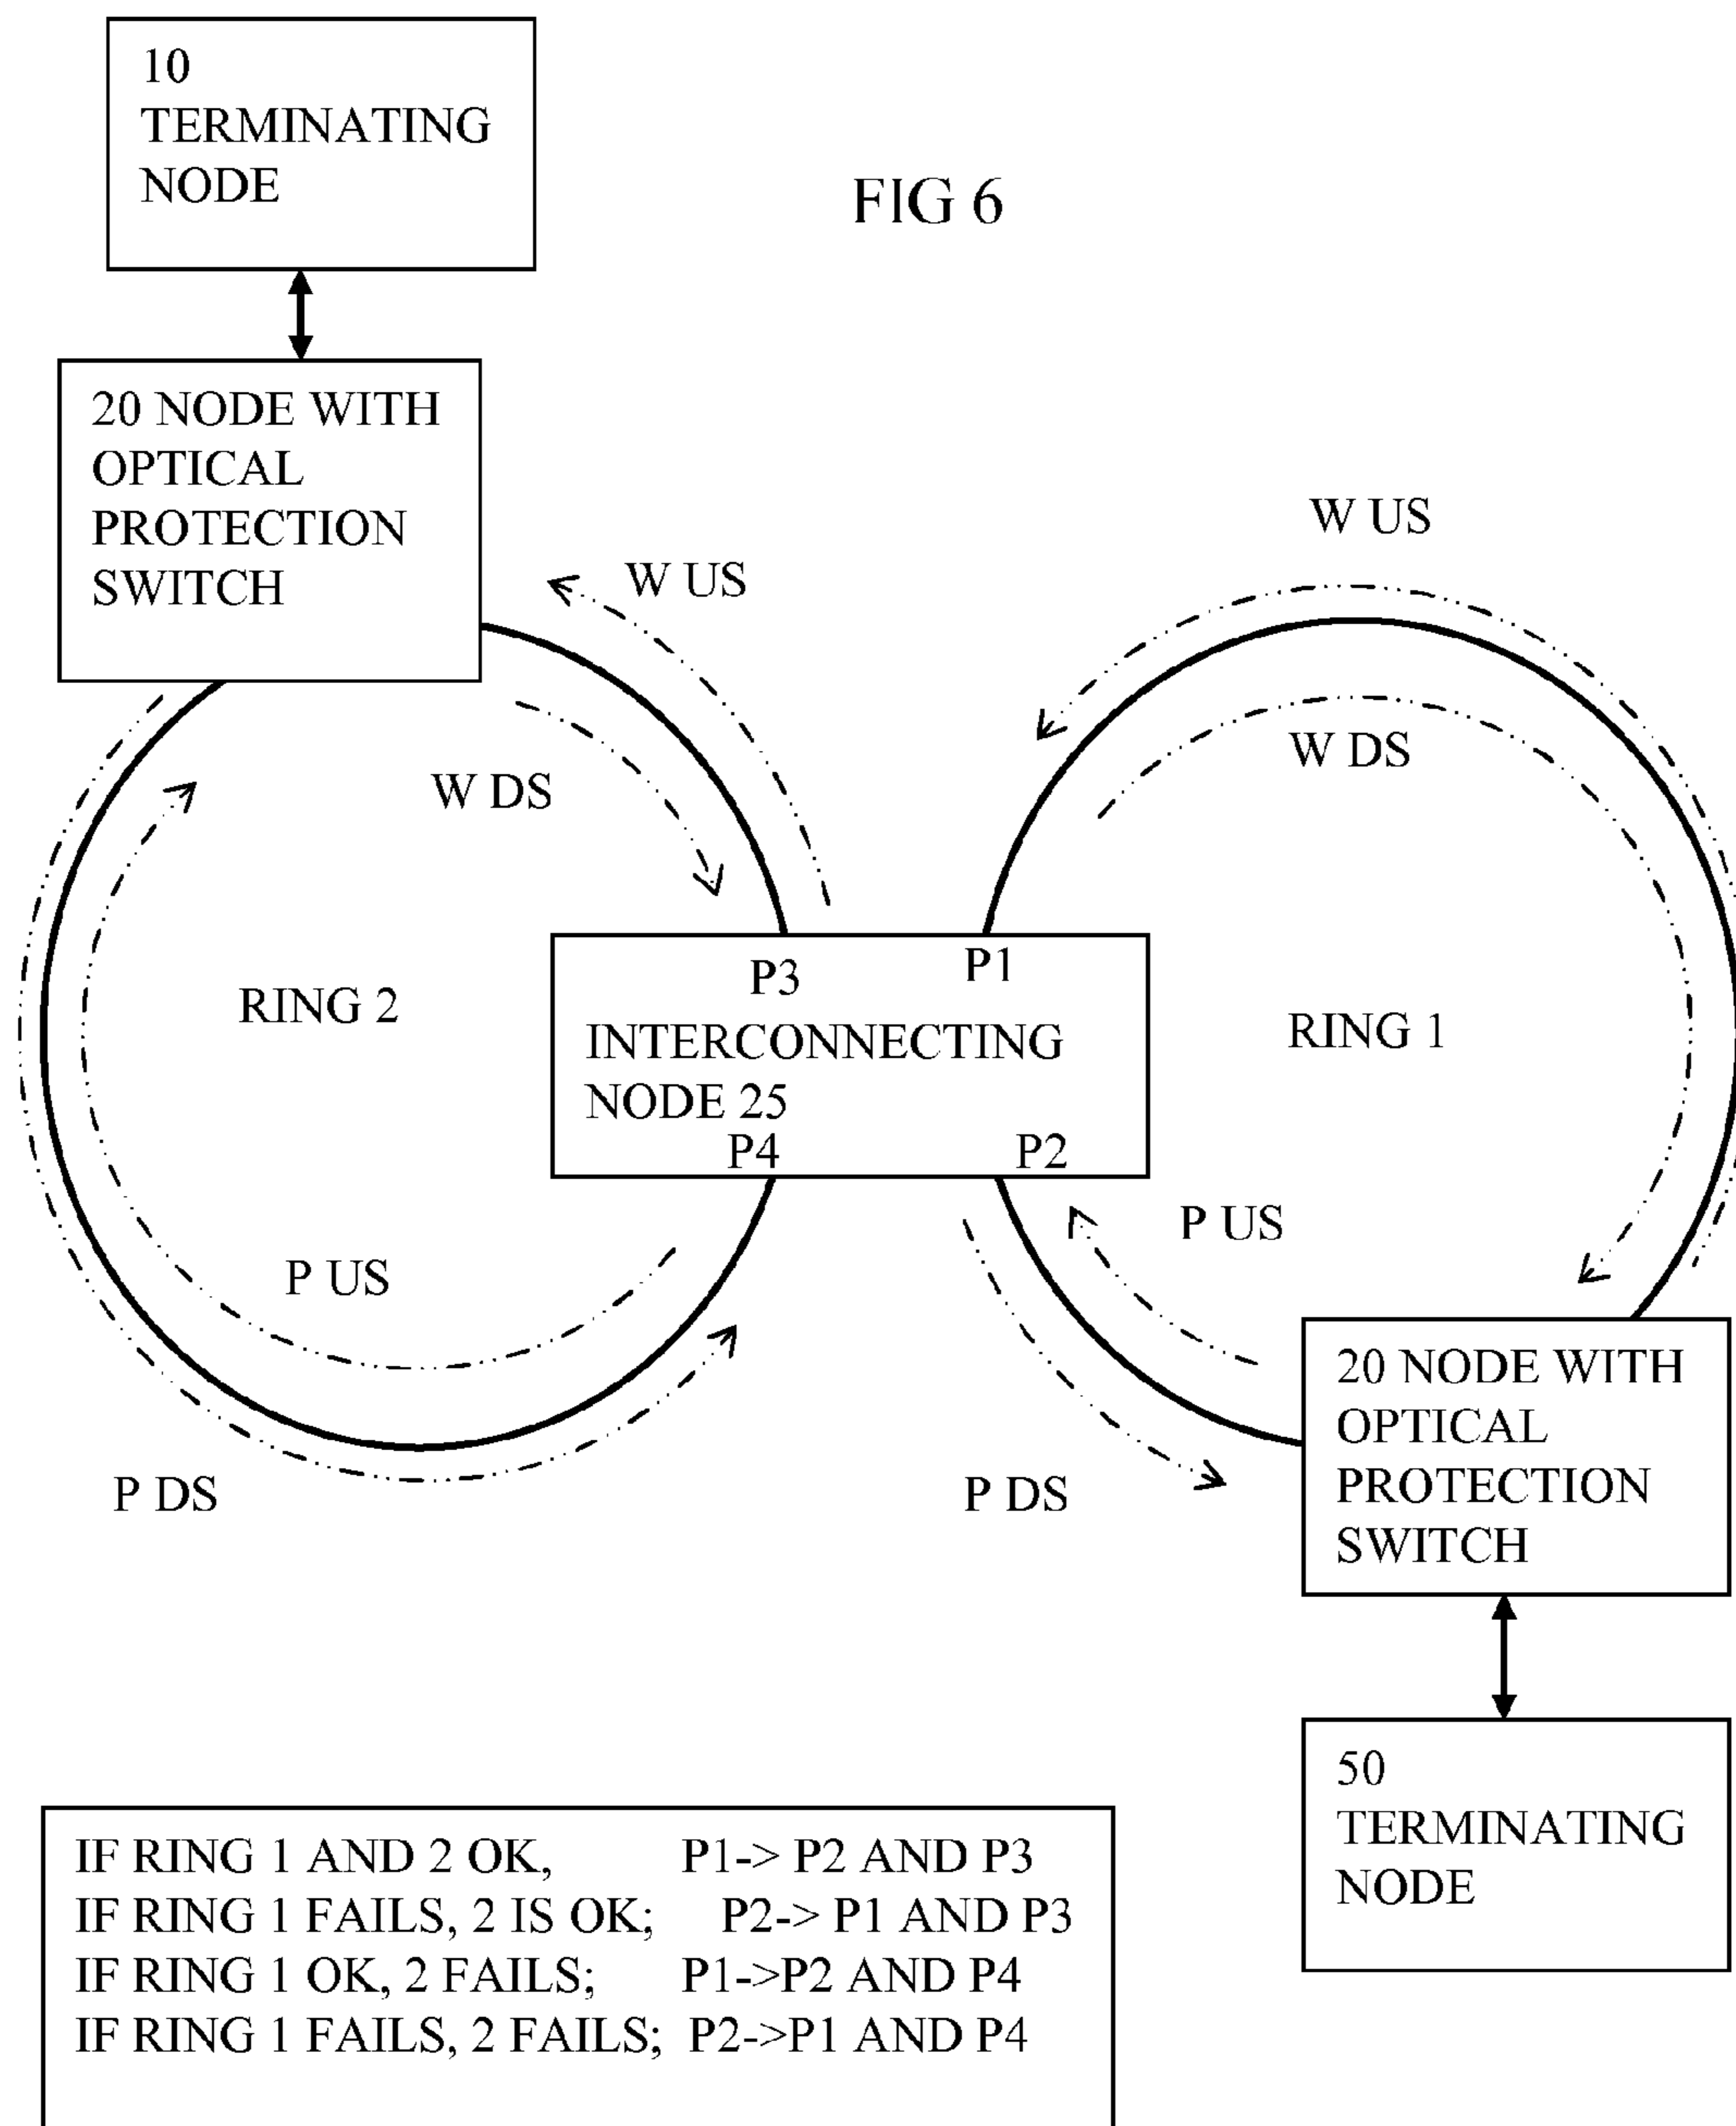 10
TERMINATING
NODE
FIG 6
20 NODE WITH
OPTICAL
PROTECTION
SWITCH
W US
W US
W DS
W DS
P3
P1
RING 2
INTERCONNECTING
NODE 25
RING 1
P4
P2
P US
P US
P DS
P DS
20 NODE WITH
OPTICAL
PROTECTION
SWITCH
50
TERMINATING
NODE
IF RING 1 AND 2 OK, P1-> P2 AND P3
IF RING 1 FAILS, 2 IS OK; P2-> P1 AND P3
IF RING 1 OK, 2 FAILS; P1->P2 AND P4
IF RING 1 FAILS, 2 FAILS; P2->P1 AND P4